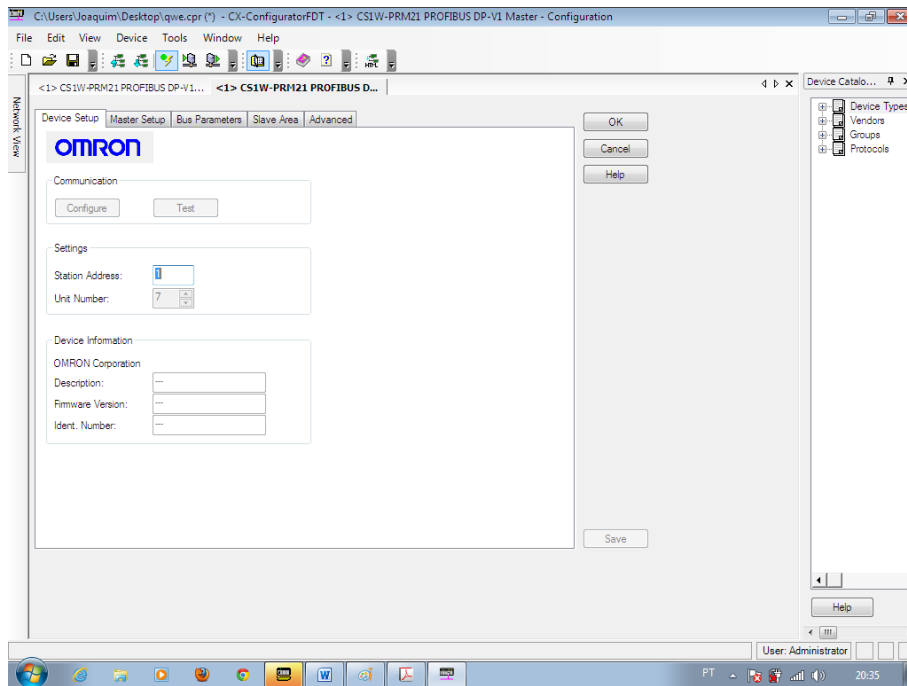 C:\Users\Joaquim\Desktop\qwe.cpr (*) - CX-ConfiguratorFDT - <1> CS1W-PRM21 PROFIBUS DP-V1 Master - Configuration
File Edit View Device Tools Window Help
<1> CS1W-PRM21 PROFIBUS DP-V1... <1> CS1W-PRM21 PROFIBUS D...
Device Catalo...
Network View
Device Types
Vendors
Groups
Protocols
Device Setup Master Setup Bus Parameters Slave Area Advanced
OK
Cancel
Help
OMRON
Communication
Configure Test
Settings
Station Address: 1
Unit Number: 7
Device Information
OMRON Corporation
Description: ---
Firmware Version: ---
Ident. Number: ---
Save
Help
User: Administrator
PT 20:35